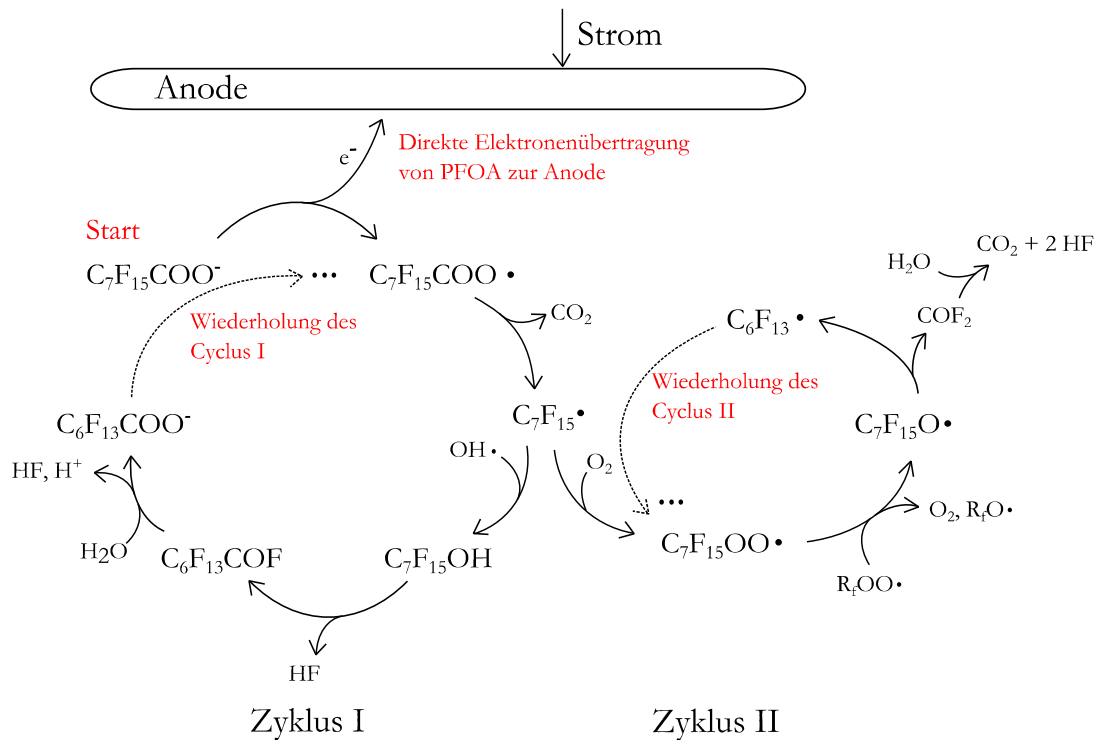 Strom
Anode
e⁻
Direkte Elektronenübertragung
von PFOA zur Anode
Start
C₇F₁₅COO⁻
...
C₇F₁₅COO •
CO₂
Wiederholung des
Cyclus I
C₇F₁₅•
OH •
O₂
C₇F₁₅OH
HF
C₆F₁₃COF
H2O
HF, H⁺
C₆F₁₃COO⁻
Zyklus I
...
C₇F₁₅OO •
RfOO •
O₂, RfO •
C₇F₁₅O •
COF₂
H₂O
CO₂ + 2 HF
C₆F₁₃ •
Wiederholung des
Cyclus II
Zyklus II